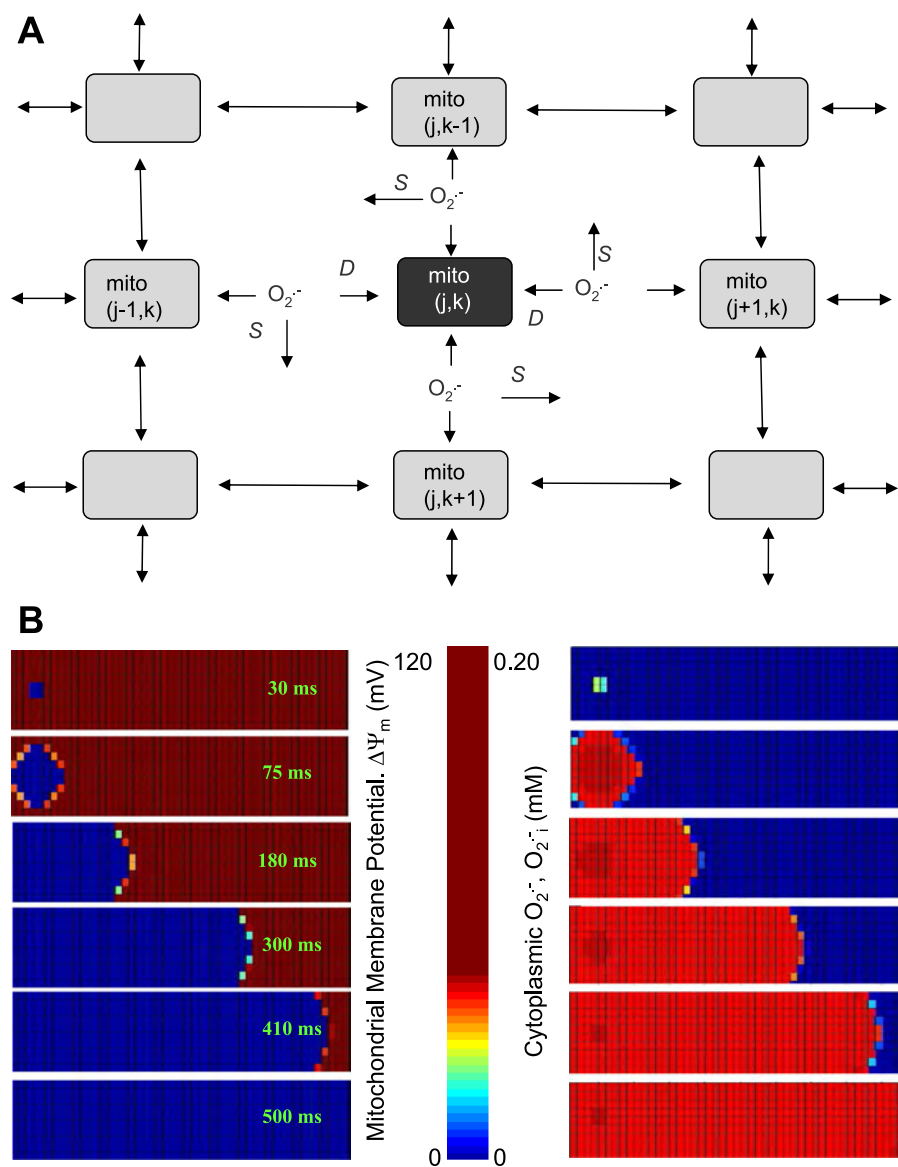 A
mito
(j,k-1)
S
O₂·⁻
S
mito
(j-1,k)
O₂·⁻
D
mito
(j,k)
O₂·⁻
mito
(j+1,k)
S
D
O₂·⁻
S
mito
(j,k+1)
B
30 ms
75 ms
180 ms
300 ms
410 ms
500 ms
Mitochondrial Membrane Potential. ΔΨm (mV)
120
0.20
0
0
Cytoplasmic O₂·⁻, O₂·⁻i (mM)